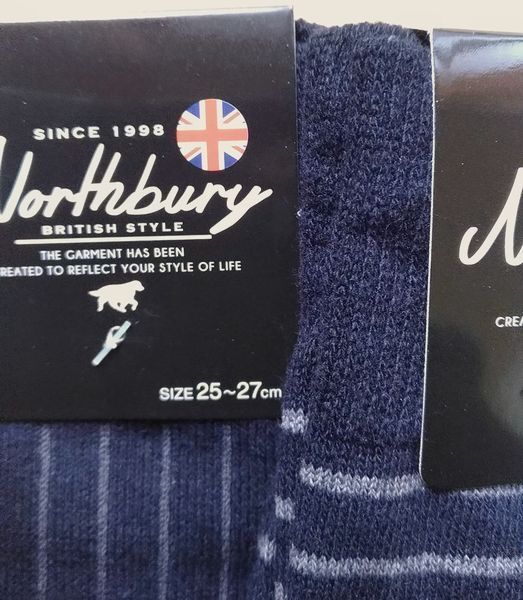 SINCE 1998
Northbury
BRITISH STYLE
THE GARMENT HAS BEEN
REATED TO REFLECT YOUR STYLE OF LIFE
SIZE 25~27cm
N
CREA